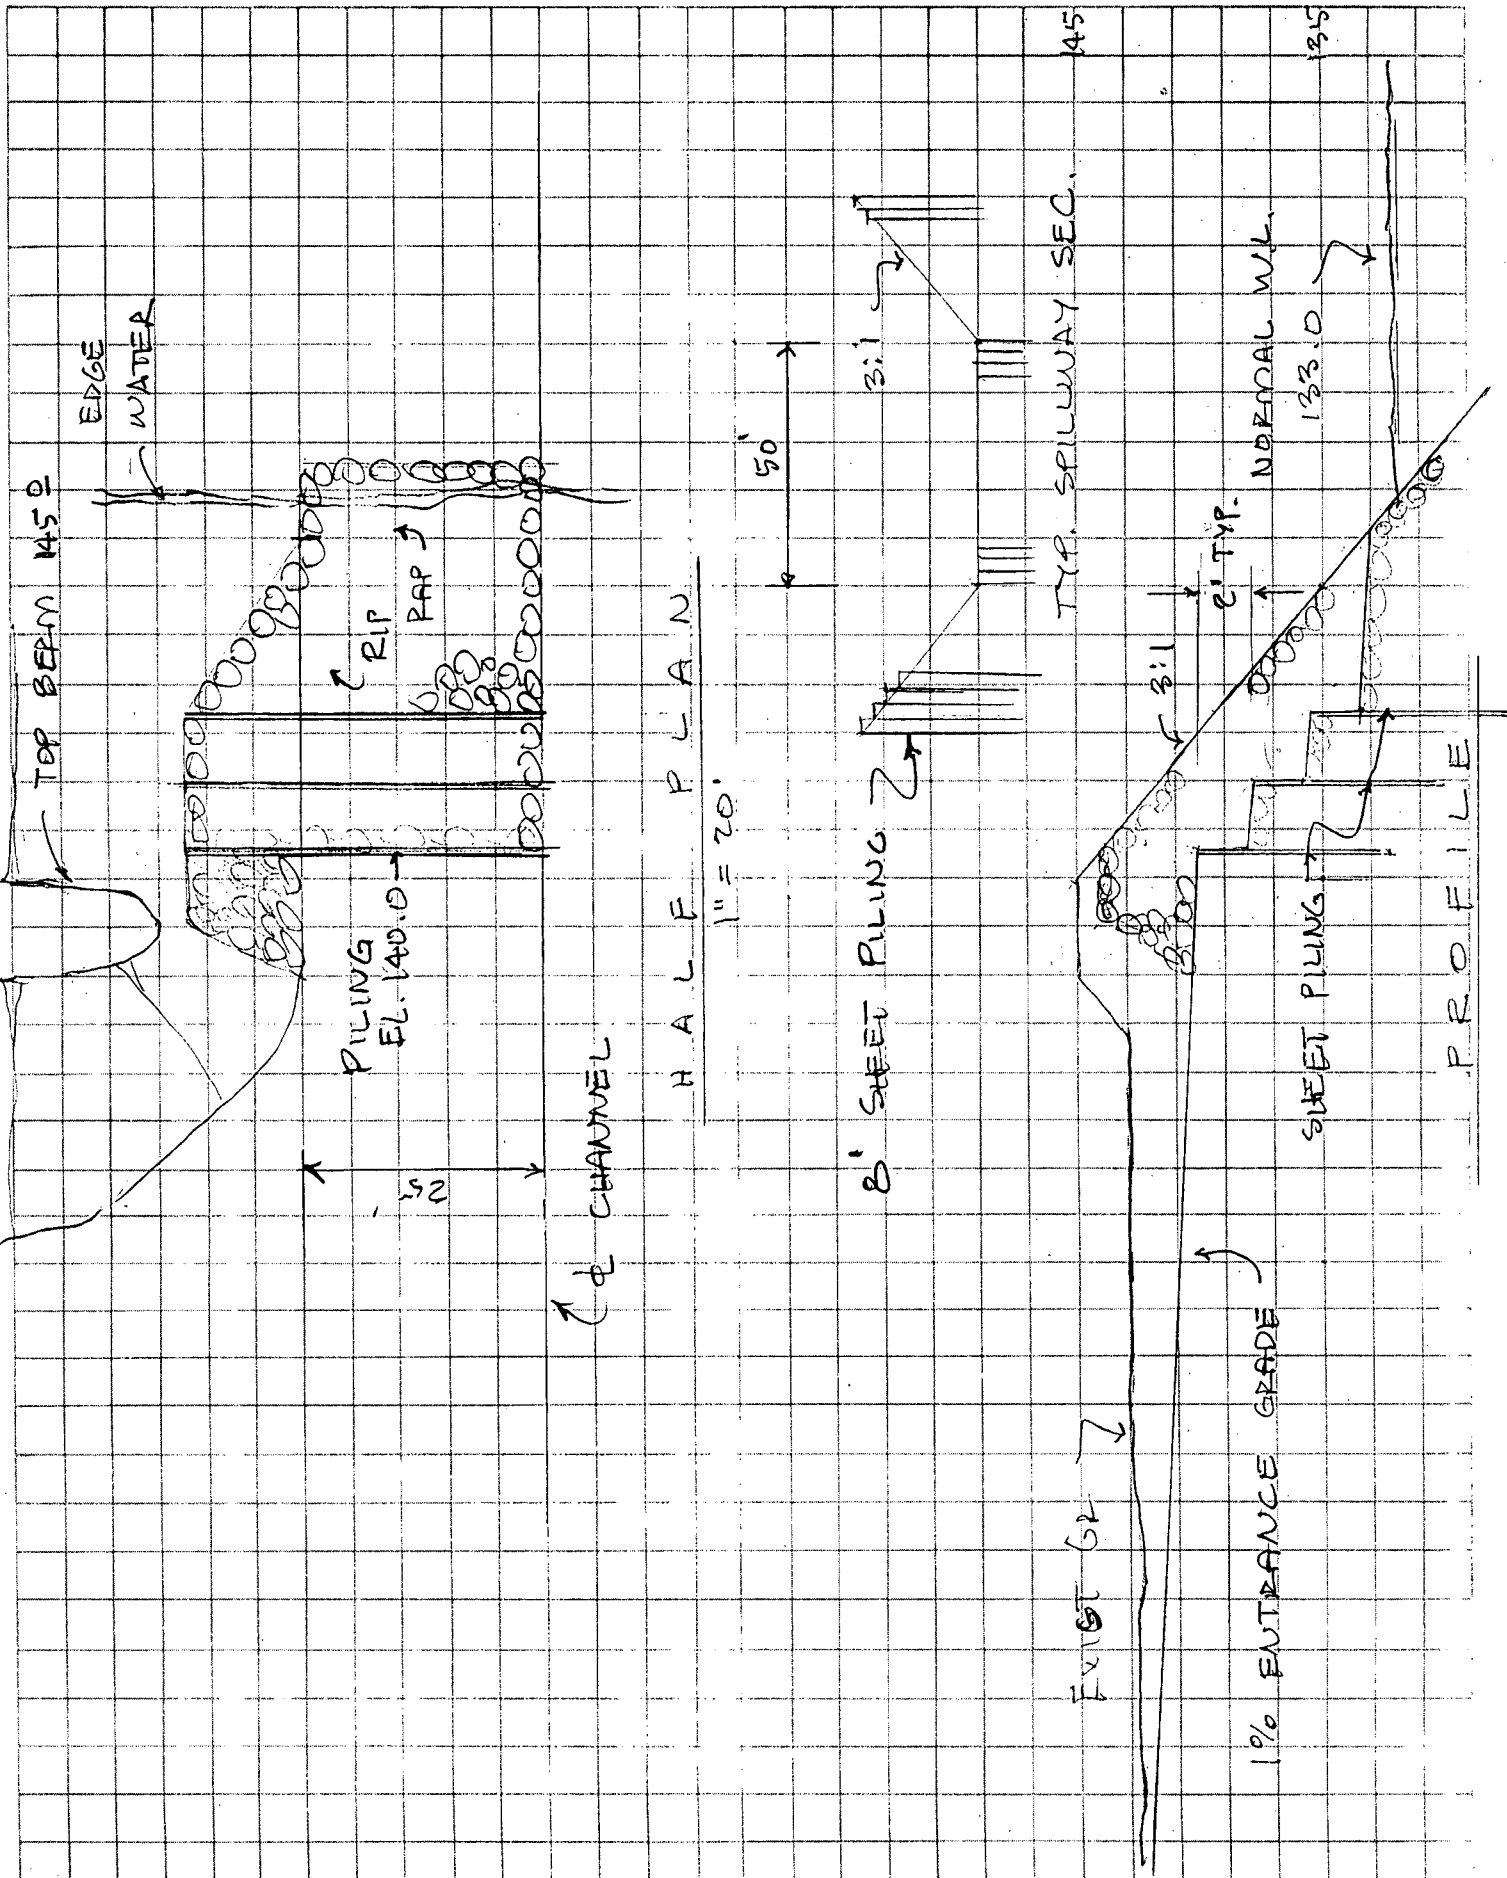 TOP BERM 145.0
EDGE
WATER
RIP
RAP
PILING
EL. 140.0
25'
℄ CHANNEL
HALF PLAN
1" = 20'
8' SHEET PILING
50'
3:1
TYP. SPILLWAY SEC.
145
135
EXIST GR
1% ENTRANCE GRADE
3:1
2' TYP.
NORMAL W.L.
133.0
SHEET PILING
PROFILE